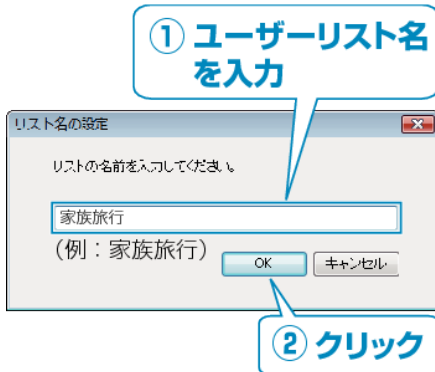 ① ユーザーリスト名
を入力
リスト名の設定
リストの名前を入力してください。
家族旅行
(例：家族旅行)
OK
キャンセル
② クリック